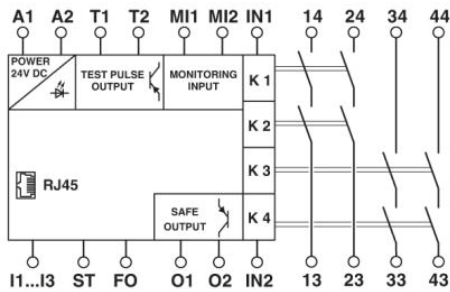 A1 A2 T1 T2 MI1 MI2 IN1 14 24 34 44
POWER
24V DC
TEST PULSE
OUTPUT
MONITORING
INPUT
K 1
K 2
K 3
RJ45
SAFE
OUTPUT
K 4
I1...I3 ST FO O1 O2 IN2 13 23 33 43